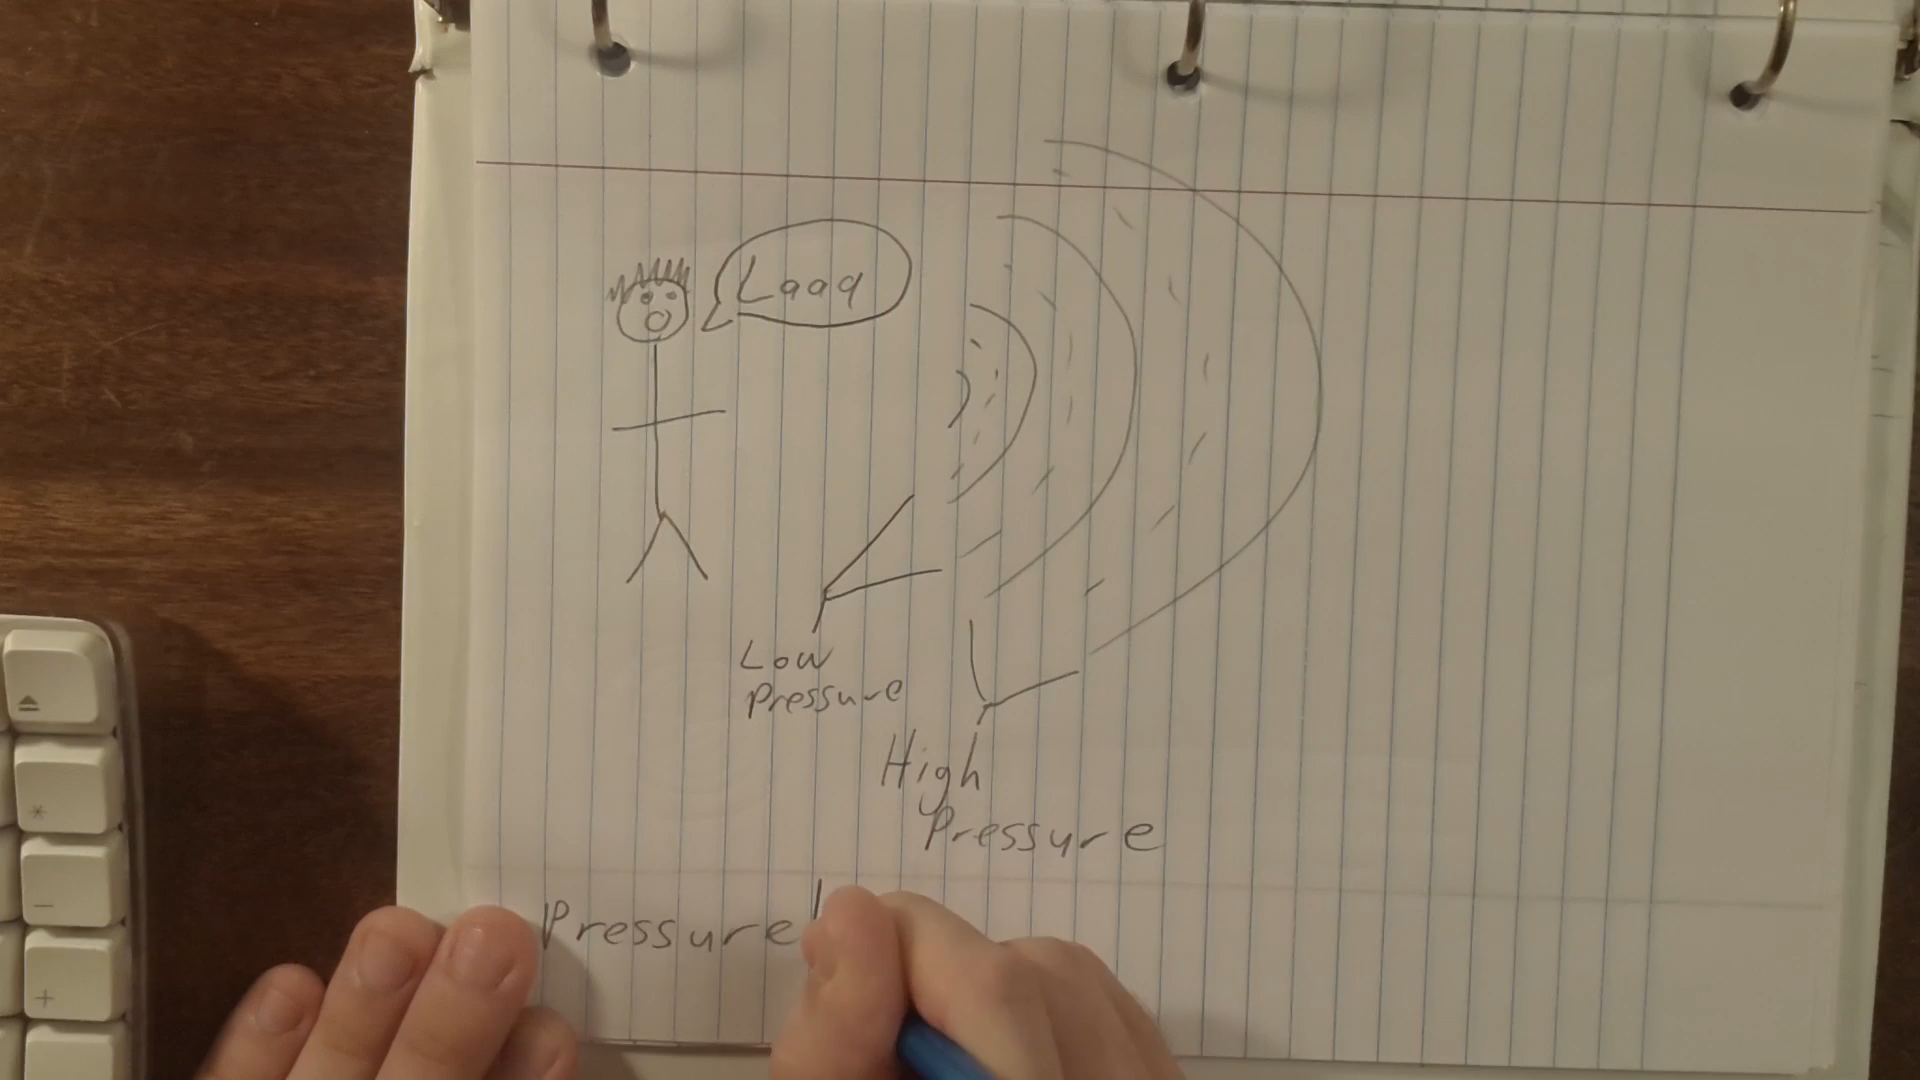 Laaa
Low
Pressure
High
Pressure
Pressure
*
−
+